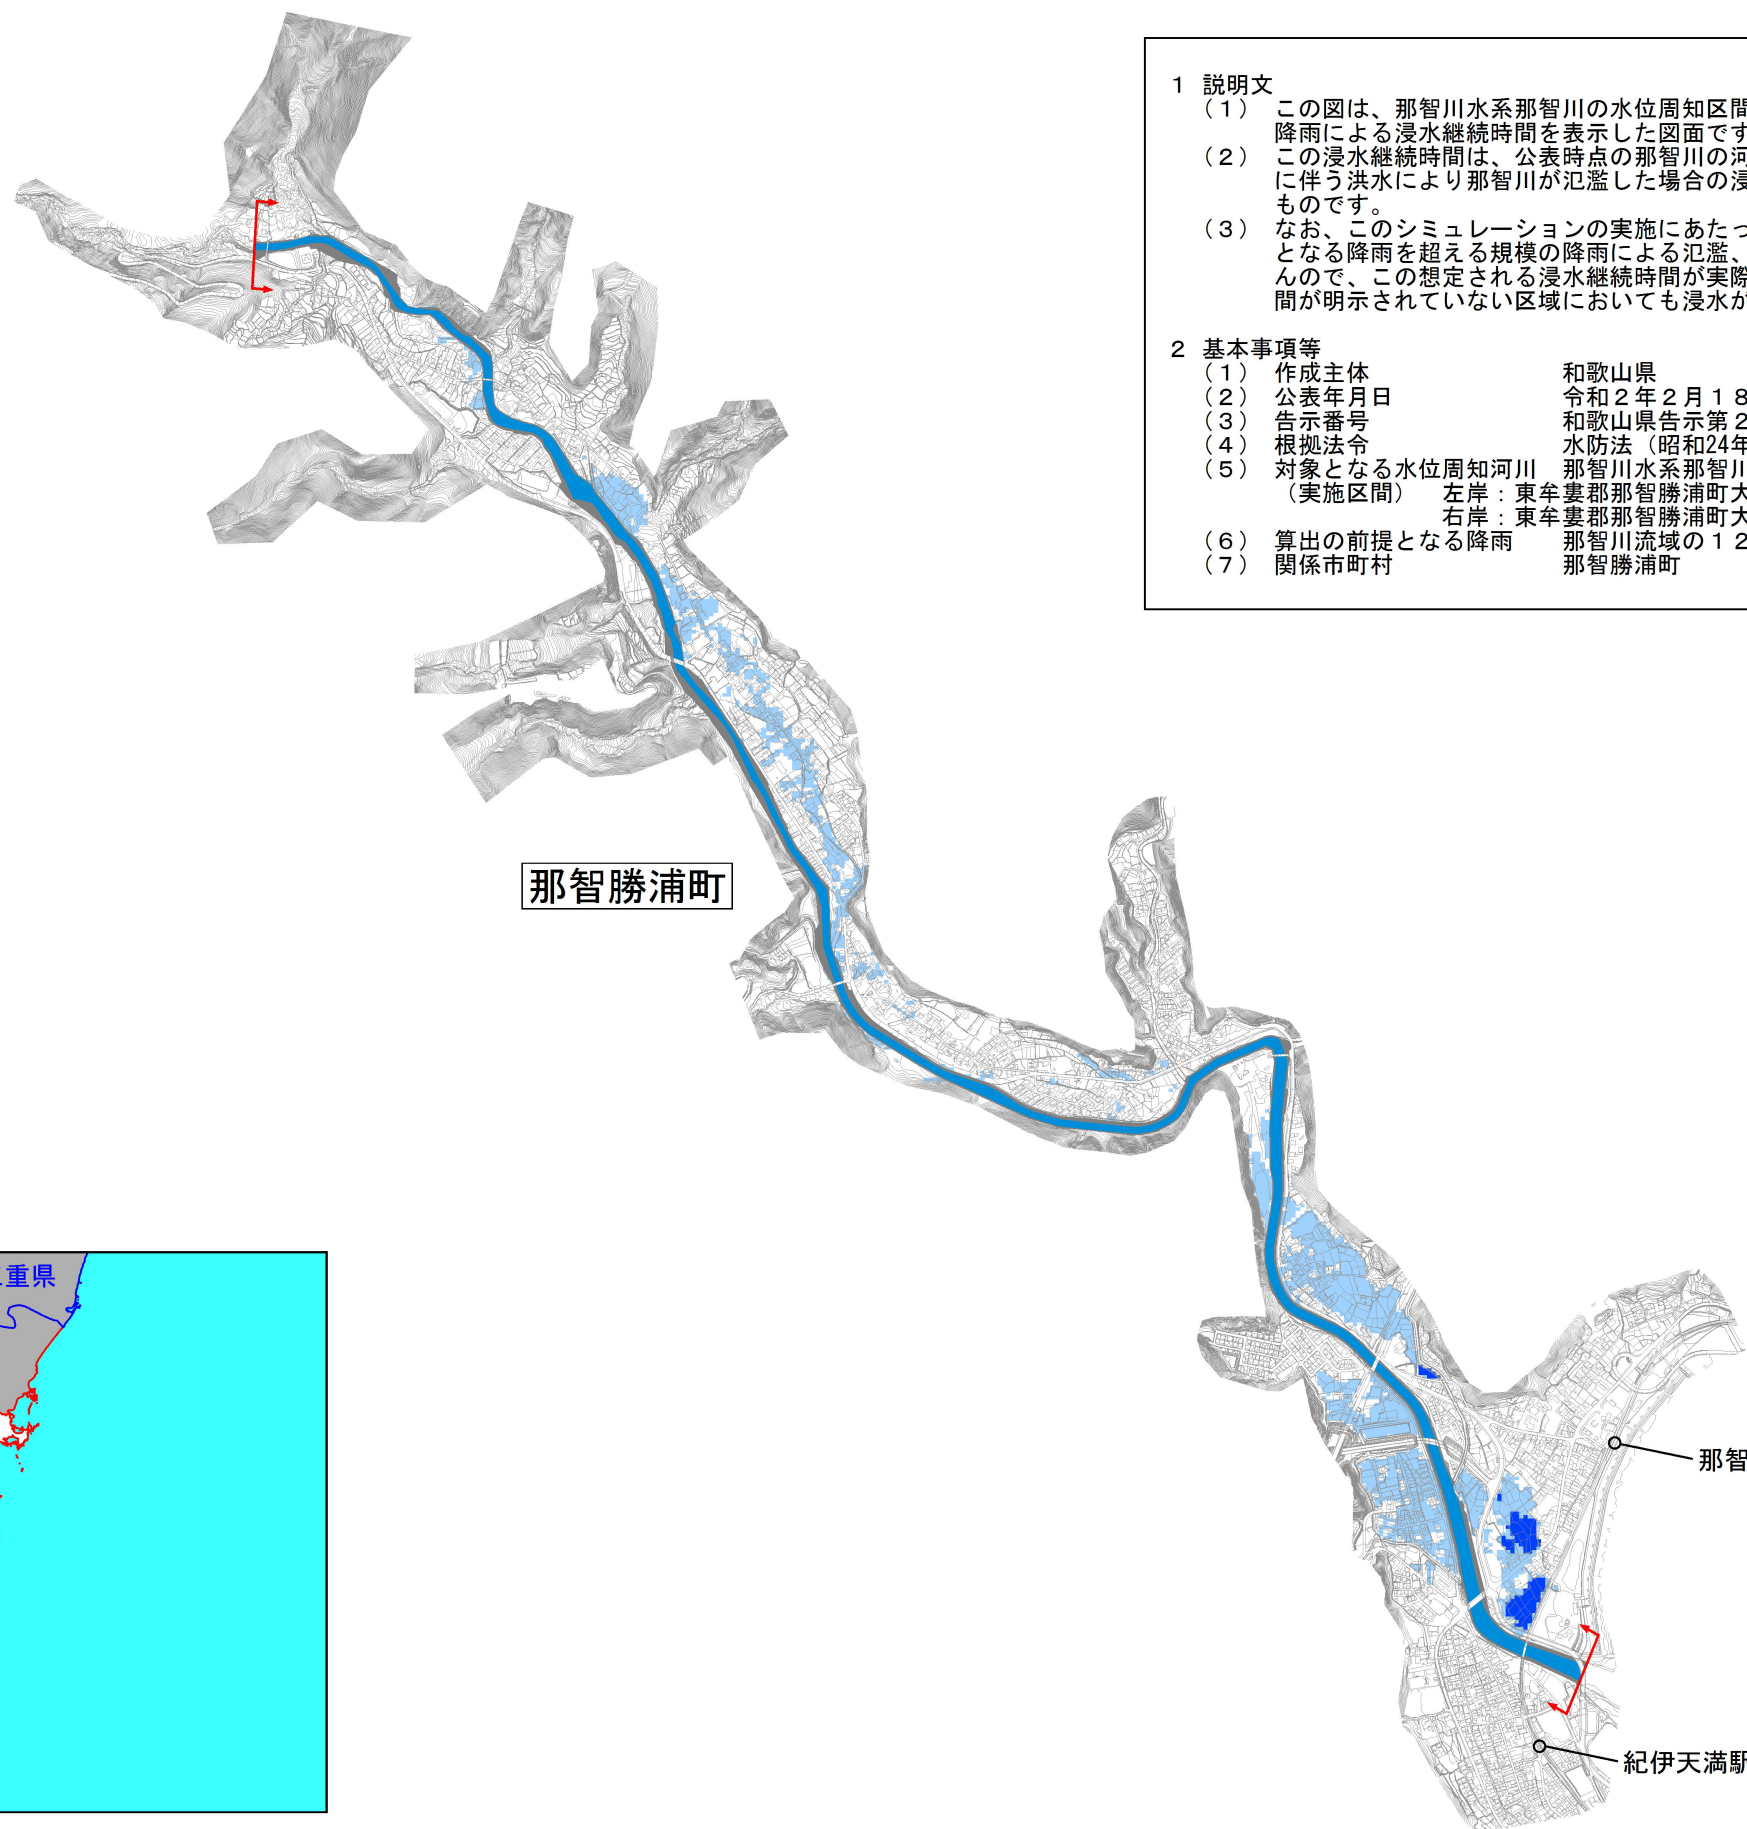 1 説明文
（１） この図は、那智川水系那智川の水位周知区間
降雨による浸水継続時間を表示した図面です
（２） この浸水継続時間は、公表時点の那智川の河
に伴う洪水により那智川が氾濫した場合の浸
ものです。
（３） なお、このシミュレーションの実施にあたっ
となる降雨を超える規模の降雨による氾濫、
んので、この想定される浸水継続時間が実際
間が明示されていない区域においても浸水が
2 基本事項等
（１） 作成主体 和歌山県
（２） 公表年月日 令和２年２月１８
（３） 告示番号 和歌山県告示第２
（４） 根拠法令 水防法（昭和24年
（５） 対象となる水位周知河川 那智川水系那智川
（実施区間） 左岸：東牟婁郡那智勝浦町大
右岸：東牟婁郡那智勝浦町大
（６） 算出の前提となる降雨 那智川流域の１２
（７） 関係市町村 那智勝浦町
那智勝浦町
重県
那智
紀伊天満駅